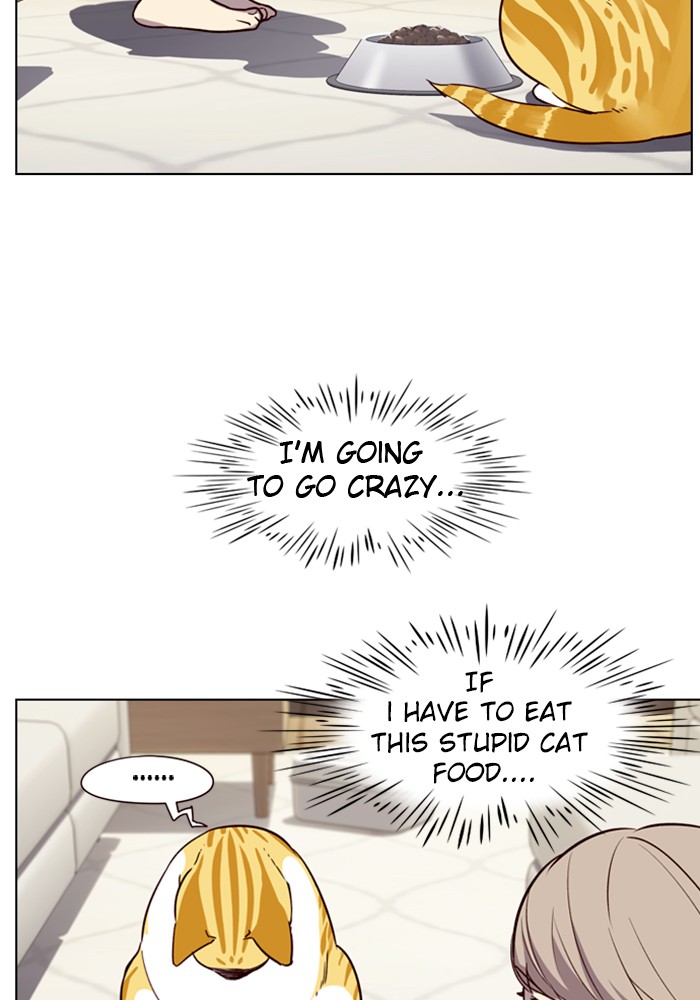 I'M GOING
TO GO CRAZY...
IF
I HAVE TO EAT
THIS STUPID CAT
FOOD....
......